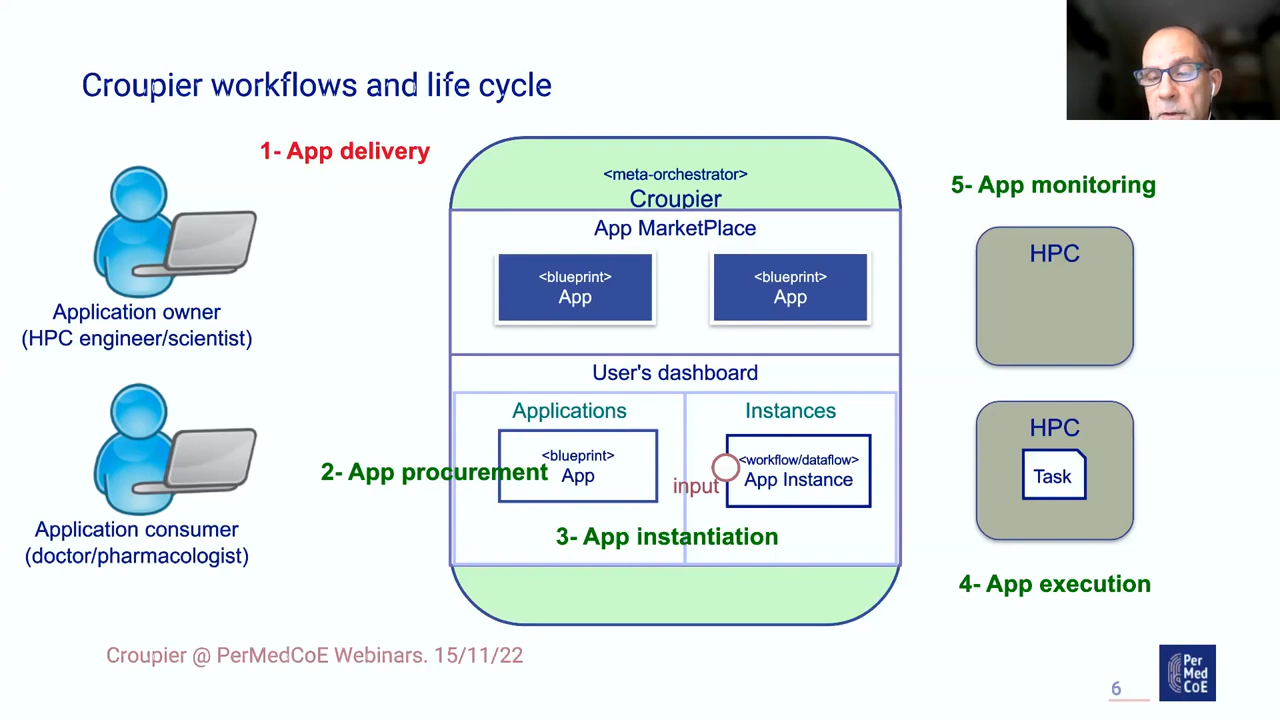 Croupier workflows and life cycle
1- App delivery
Application owner
(HPC engineer/scientist)
Application consumer
(doctor/pharmacologist)
<meta-orchestrator>
Croupier
App MarketPlace
<blueprint>
App
<blueprint>
App
User's dashboard
Applications
Instances
<blueprint>
App
2- App procurement
input
<workflow/dataflow>
App Instance
3- App instantiation
5- App monitoring
HPC
HPC
Task
4- App execution
Croupier @ PerMedCoE Webinars. 15/11/22
6
Per
Med
CoE